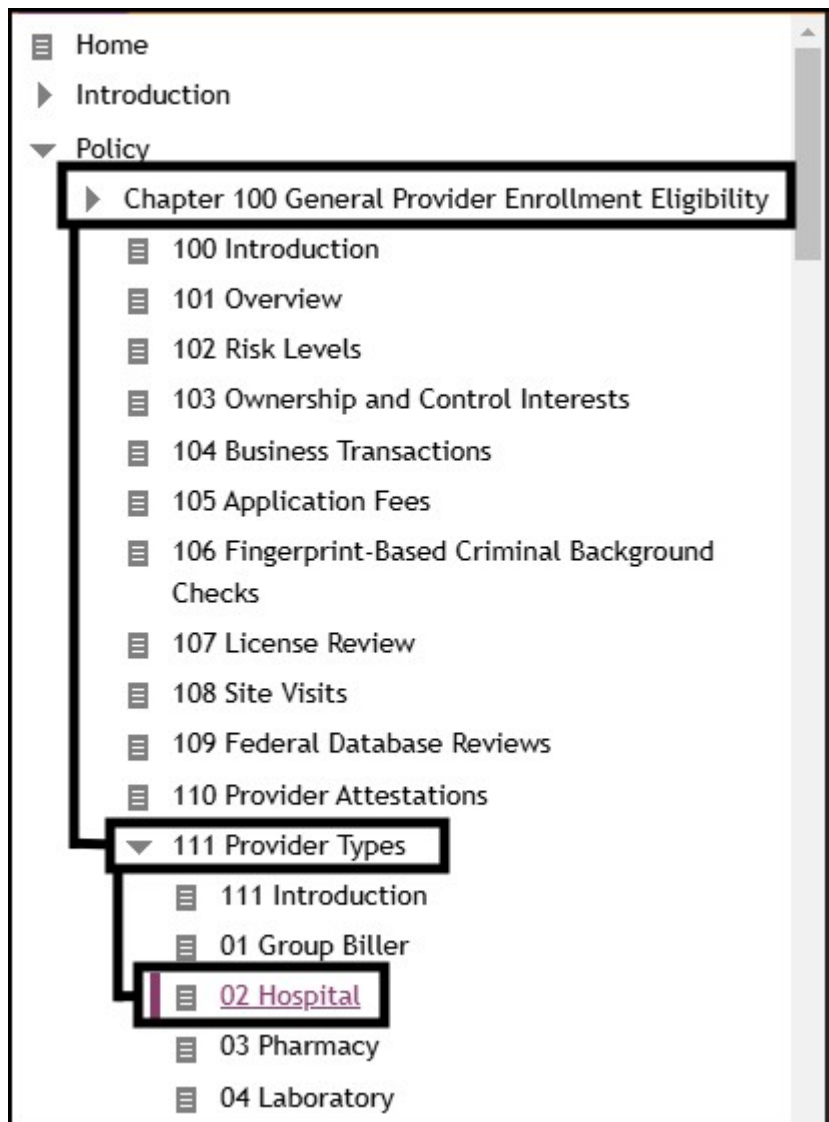 Home
Introduction
Policy
Chapter 100 General Provider Enrollment Eligibility
100 Introduction
101 Overview
102 Risk Levels
103 Ownership and Control Interests
104 Business Transactions
105 Application Fees
106 Fingerprint-Based Criminal Background
Checks
107 License Review
108 Site Visits
109 Federal Database Reviews
110 Provider Attestations
111 Provider Types
111 Introduction
01 Group Biller
02 Hospital
03 Pharmacy
04 Laboratory